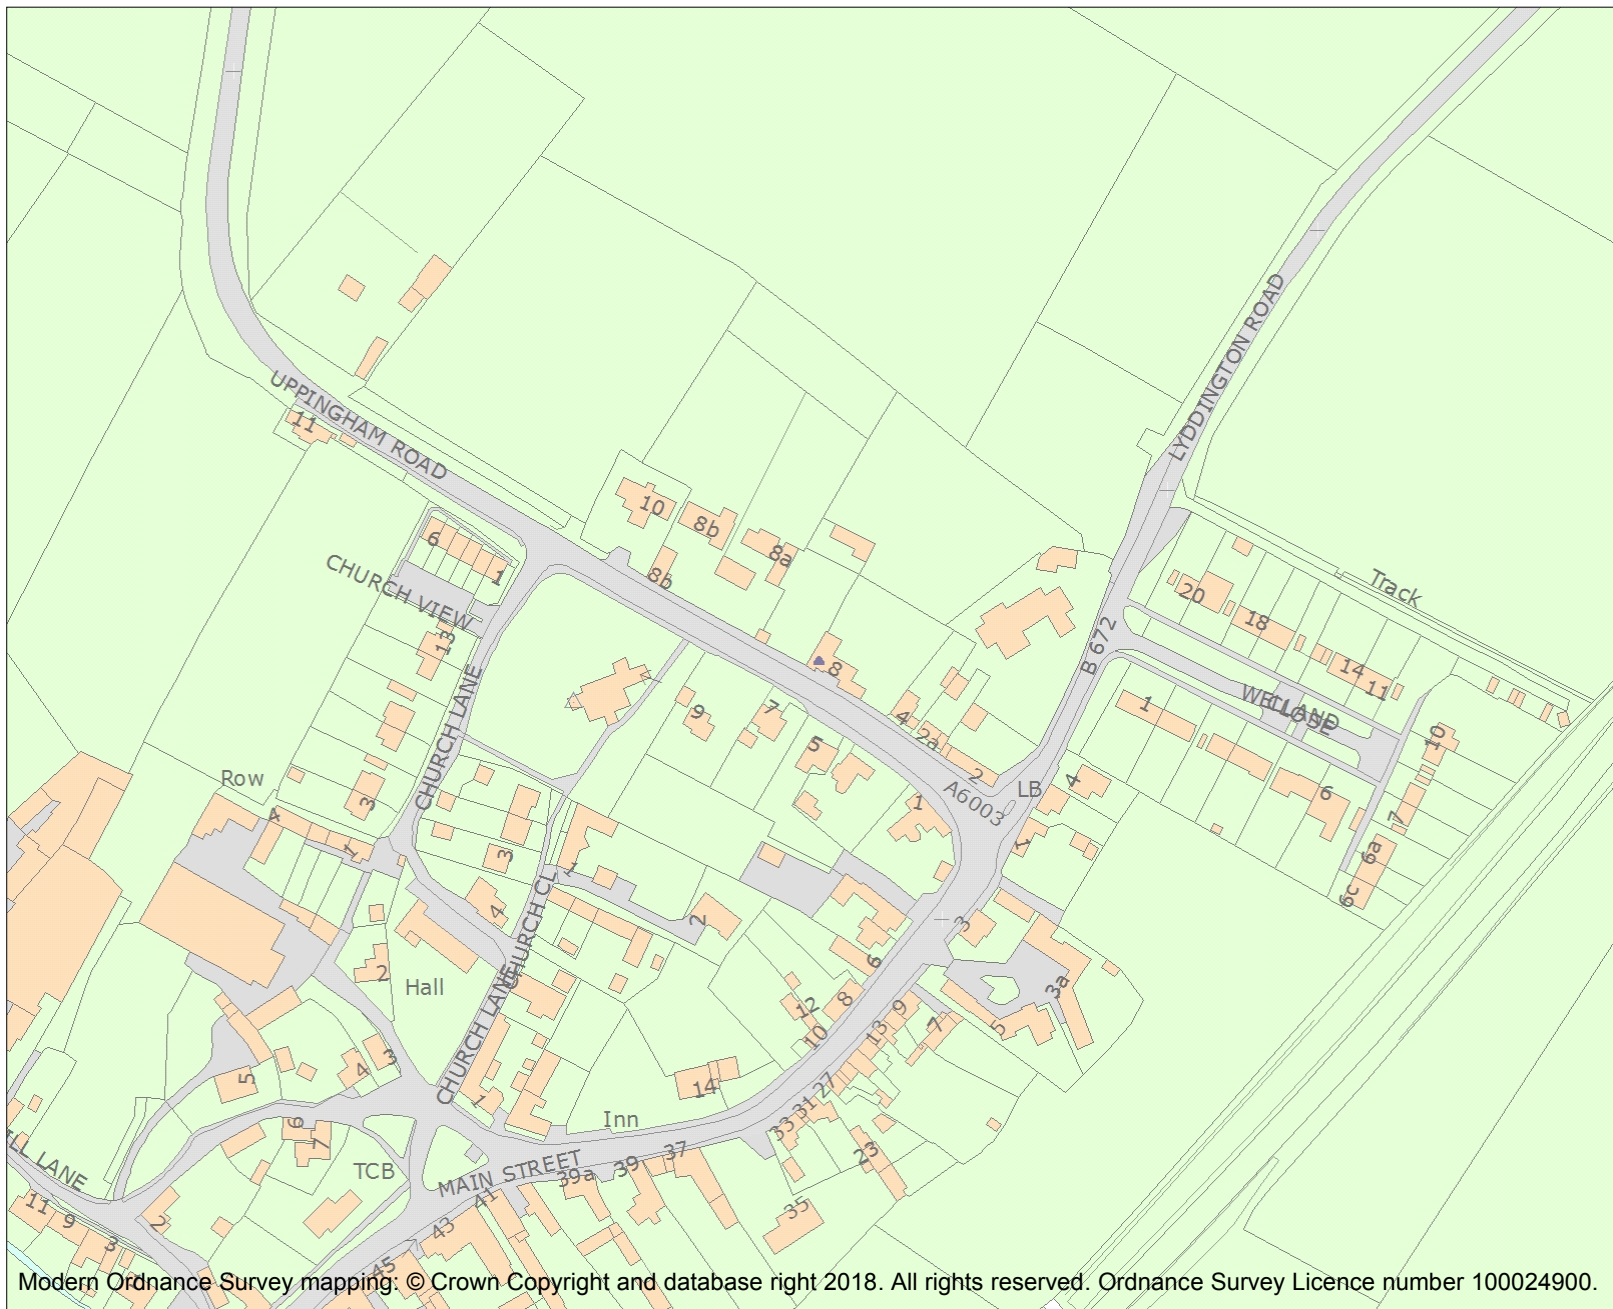 LYDDINGTON ROAD
UPPINGHAM ROAD
11
10
8b
8b
8a
6
1
CHURCH VIEW
13
Track
20
18
14
11
B 672
WELLAND
CLOSE
1
10
8
4
2a
2
9
7
5
1
A6003
LB
4
1
6
7
6a
6c
CHURCH LANE
Row
4
1
3
3
1
4
2
CHURCH CL
3
6
3a
5
Hall
2
8
12
10
9
7
13
27
31
33
CHURCH LANE
3
4
5
14
1
Inn
6
7
23
37
39
39a
TCB
MAIN STREET
35
41
43
45
ILL LANE
11
9
3
2
Modern Ordnance Survey mapping: © Crown Copyright and database right 2018. All rights reserved. Ordnance Survey Licence number 100024900.